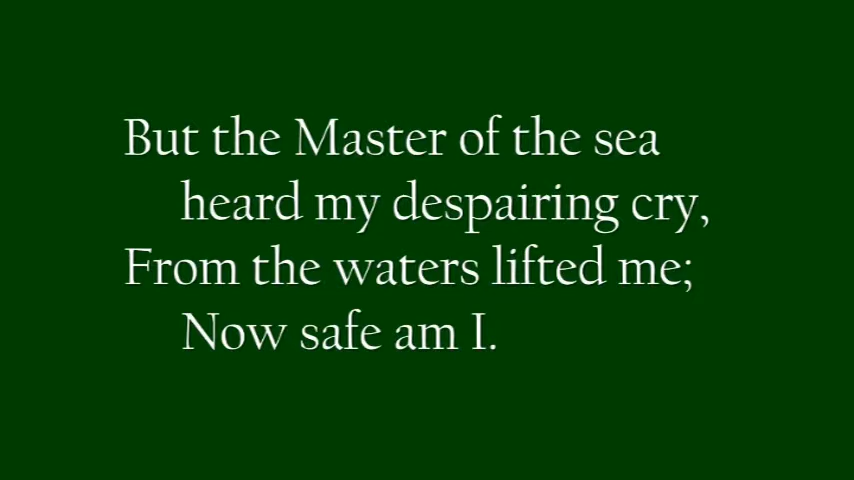 But the Master of the sea
heard my despairing cry,
From the waters lifted me;
Now safe am I.